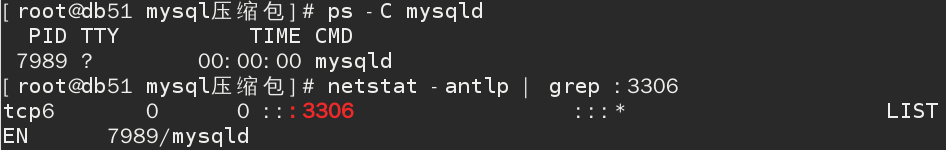 [root@db51 mysql压缩包]# ps -C mysqld
PID TTY TIME CMD
7989 ? 00:00:00 mysqld
[root@db51 mysql压缩包]# netstat -antlp | grep :3306
tcp6 0 0 :::3306 :::* LIST
EN 7989/mysqld